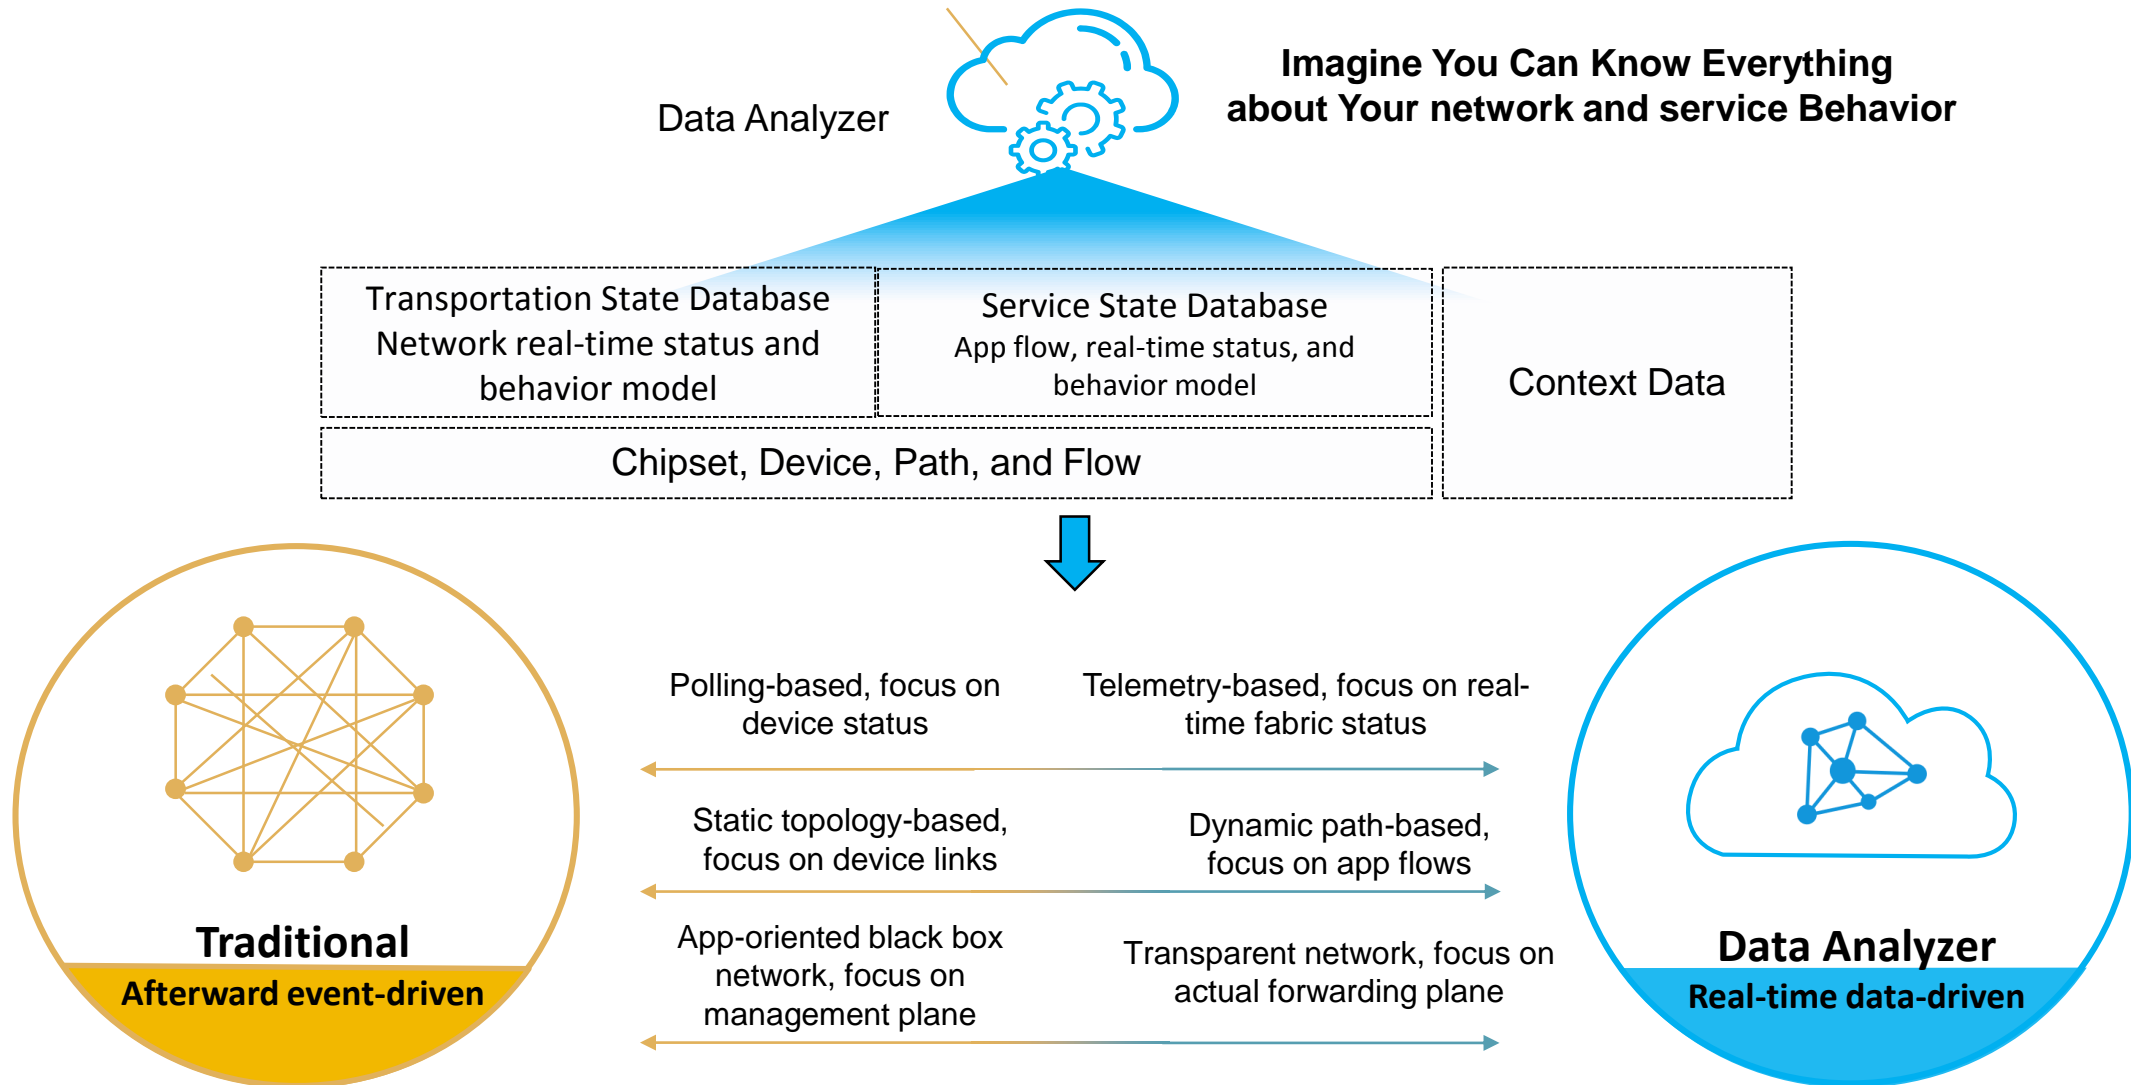 Imagine You Can Know Everything
about Your network and service Behavior
Data Analyzer
Transportation State Database
Network real-time status and
behavior model
Service State Database
App flow, real-time status, and
behavior model
Context Data
Chipset, Device, Path, and Flow
Polling-based, focus on
device status
Telemetry-based, focus on real-
time fabric status
Static topology-based,
focus on device links
Dynamic path-based,
focus on app flows
App-oriented black box
network, focus on
management plane
Transparent network, focus on
actual forwarding plane
Traditional
Afterward event-driven
Data Analyzer
Real-time data-driven